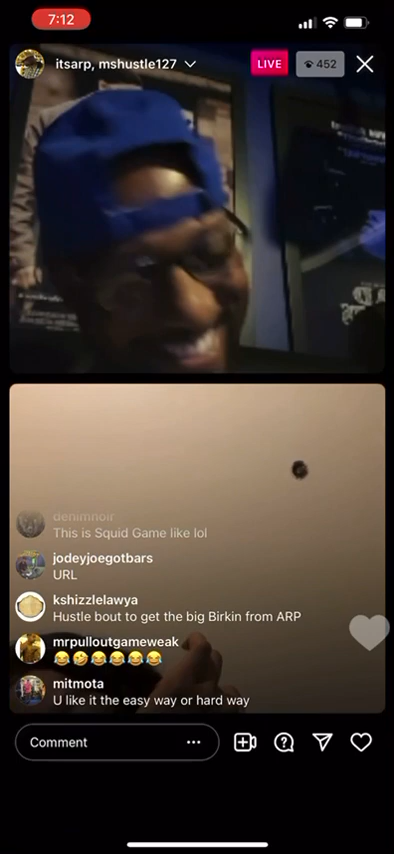 7:12
itsarp, mshustle127
LIVE
452
denimnoir
This is Squid Game like lol
jodeyjoegotbars
URL
kshizzlelawya
Hustle bout to get the big Birkin from ARP
mrpulloutgameweak
😂🤣😂😂😂😂
mitmota
U like it the easy way or hard way
Comment